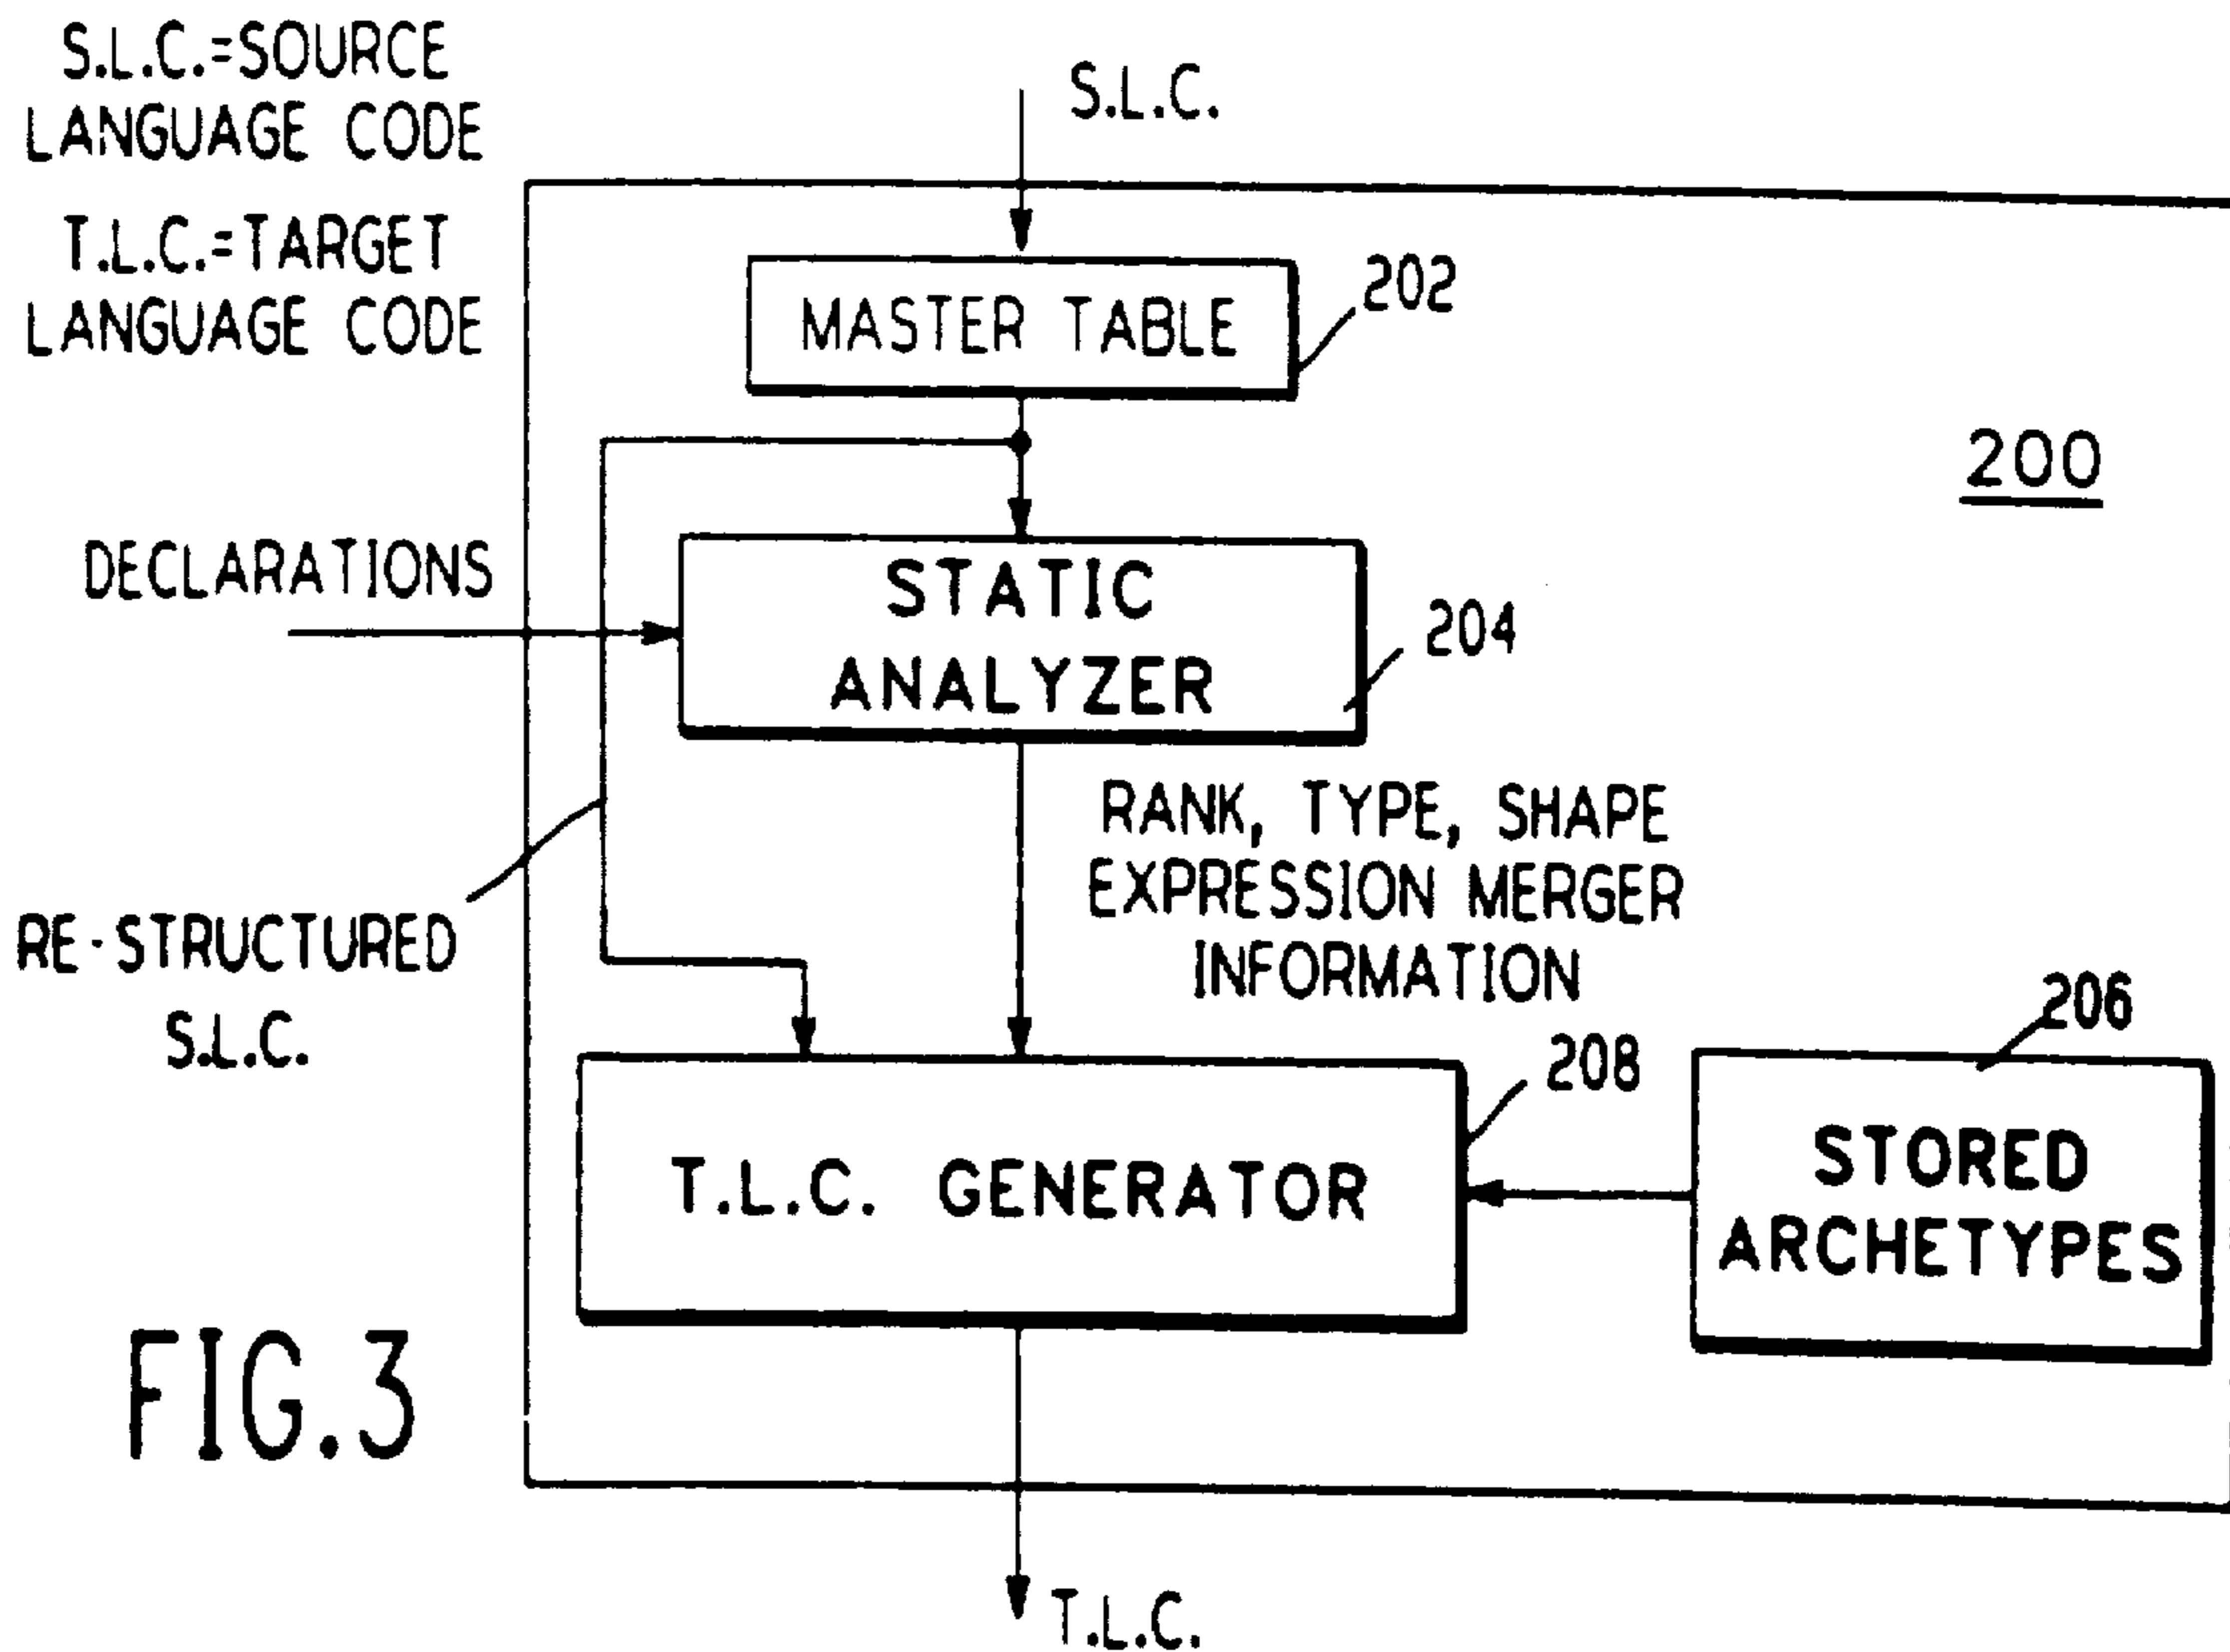 S.L.C.=SOURCE
LANGUAGE CODE
T.L.C.=TARGET
LANGUAGE CODE
S.L.C.
MASTER TABLE
202
200
DECLARATIONS
STATIC
ANALYZER
204
RANK, TYPE, SHAPE
EXPRESSION MERGER
INFORMATION
RE-STRUCTURED
S.L.C.
208
206
T.L.C. GENERATOR
STORED
ARCHETYPES
FIG.3
T.L.C.